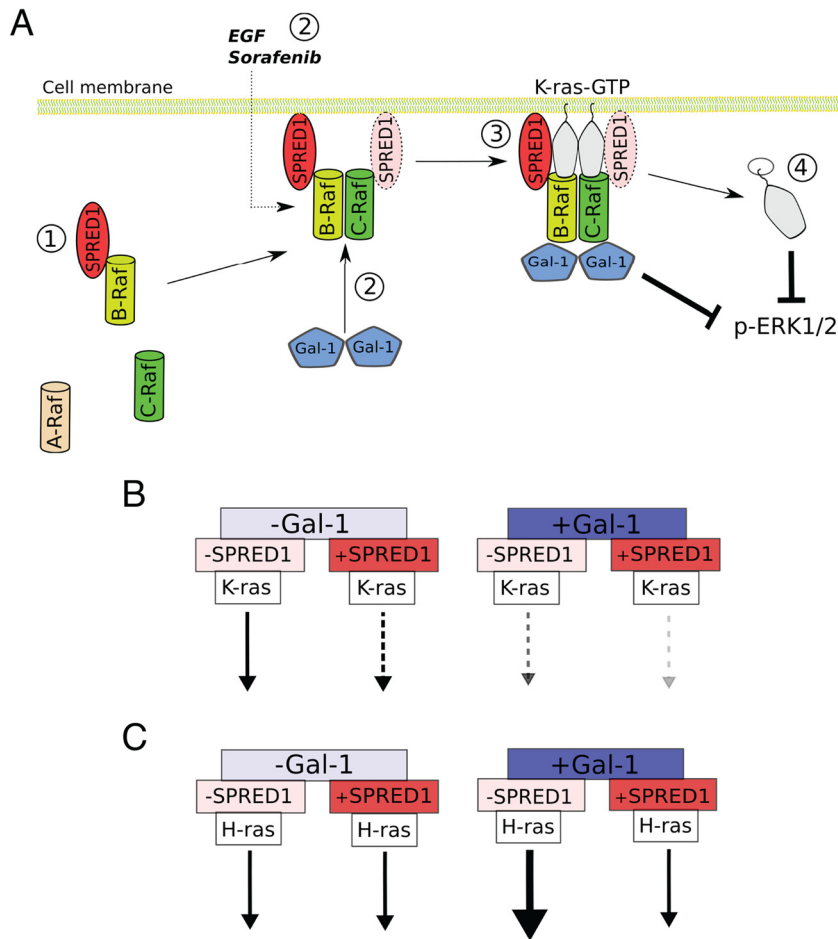 A
EGF ②
Sorafenib
Cell membrane
K-ras-GTP
SPRED1
SPRED1
③
SPRED1
SPRED1
④
B-Raf
C-Raf
B-Raf
C-Raf
①
SPRED1
B-Raf
②
Gal-1
Gal-1
Gal-1
Gal-1
p-ERK1/2
C-Raf
A-Raf
B
-Gal-1
+Gal-1
-SPRED1
+SPRED1
-SPRED1
+SPRED1
K-ras
K-ras
K-ras
K-ras
C
-Gal-1
+Gal-1
-SPRED1
+SPRED1
-SPRED1
+SPRED1
H-ras
H-ras
H-ras
H-ras